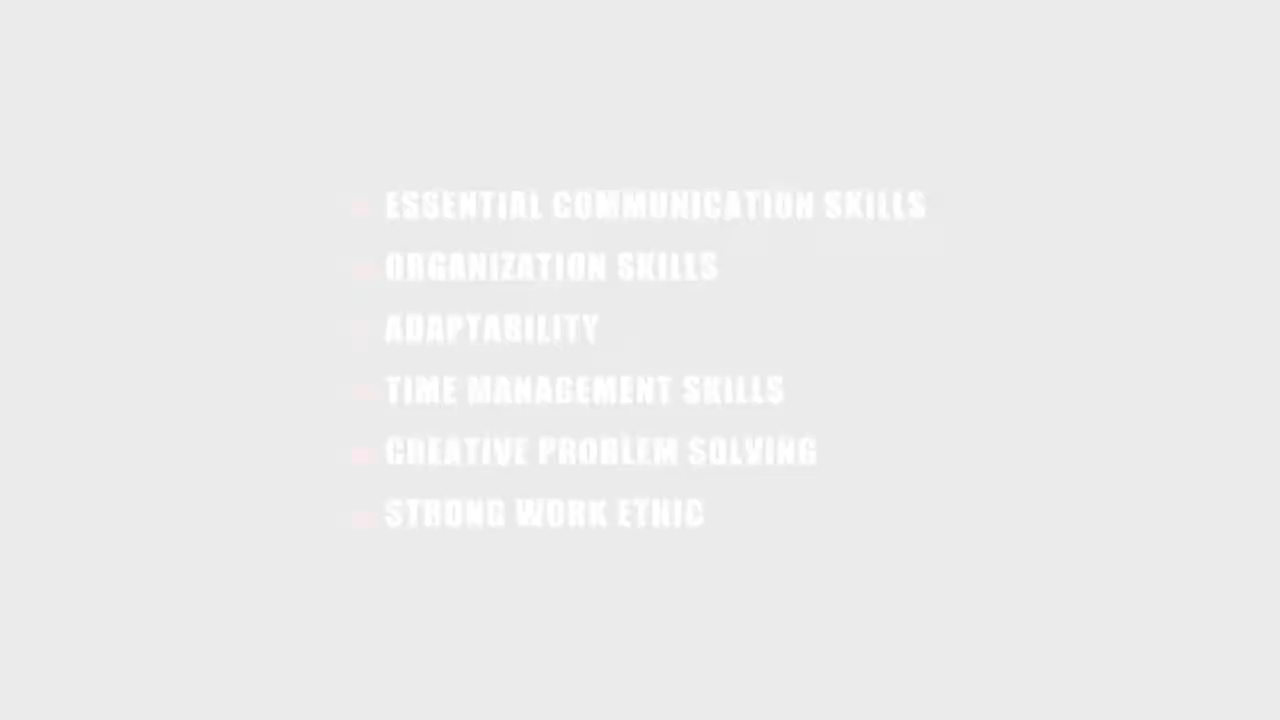 ESSENTIAL COMMUNICATION SKILLS
ORGANIZATION SKILLS
ADAPTABILITY
TIME MANAGEMENT SKILLS
CREATIVE PROBLEM SOLVING
STRONG WORK ETHIC